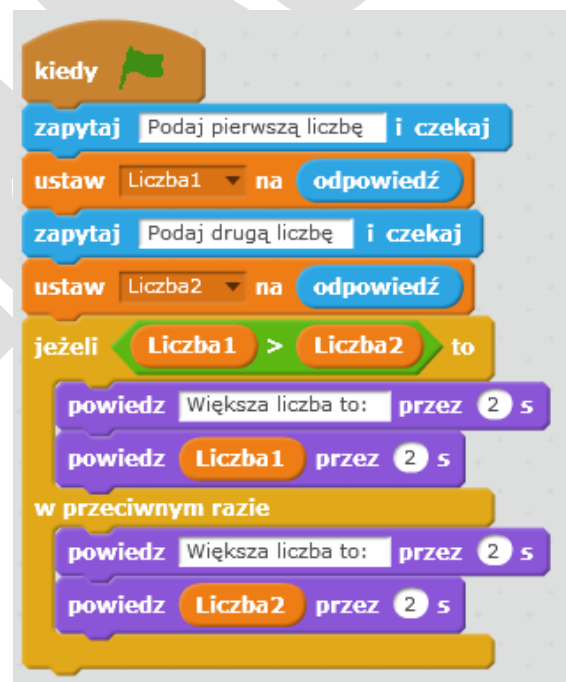 kiedy
zapytaj Podaj pierwszą liczbę i czekaj
ustaw Liczba1 na odpowiedź
zapytaj Podaj drugą liczbę i czekaj
ustaw Liczba2 na odpowiedź
jeżeli Liczba1 > Liczba2 to
powiedz Większa liczba to: przez 2 s
powiedz Liczba1 przez 2 s
w przeciwnym razie
powiedz Większa liczba to: przez 2 s
powiedz Liczba2 przez 2 s